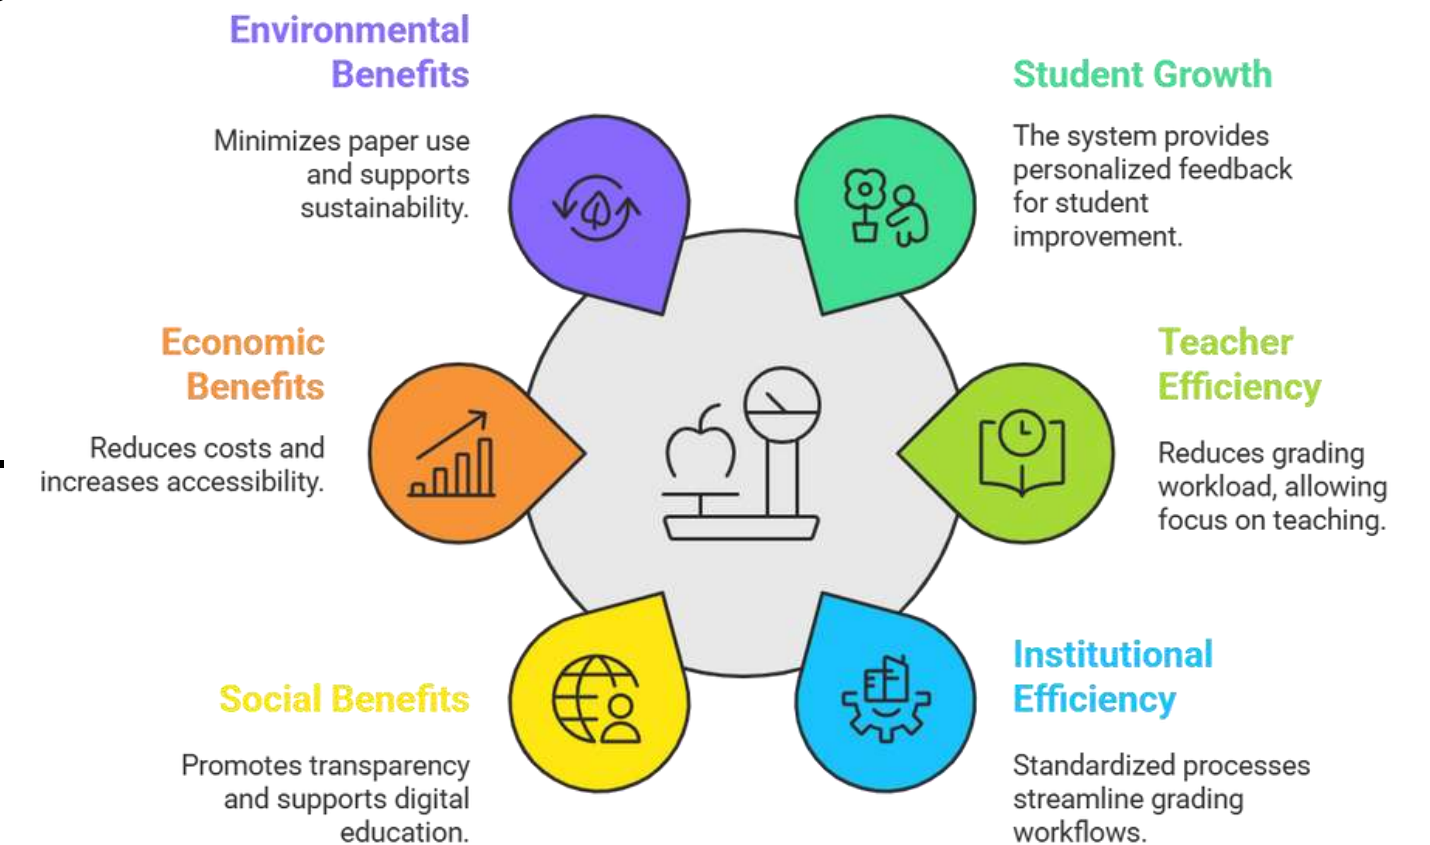 Environmental
Benefits
Minimizes paper use
and supports
sustainability.
Student Growth
The system provides
personalized feedback
for student
improvement.
Economic
Benefits
Reduces costs and
increases accessibility.
Teacher
Efficiency
Reduces grading
workload, allowing
focus on teaching.
Social Benefits
Promotes transparency
and supports digital
education.
Institutional
Efficiency
Standardized processes
streamline grading
workflows.